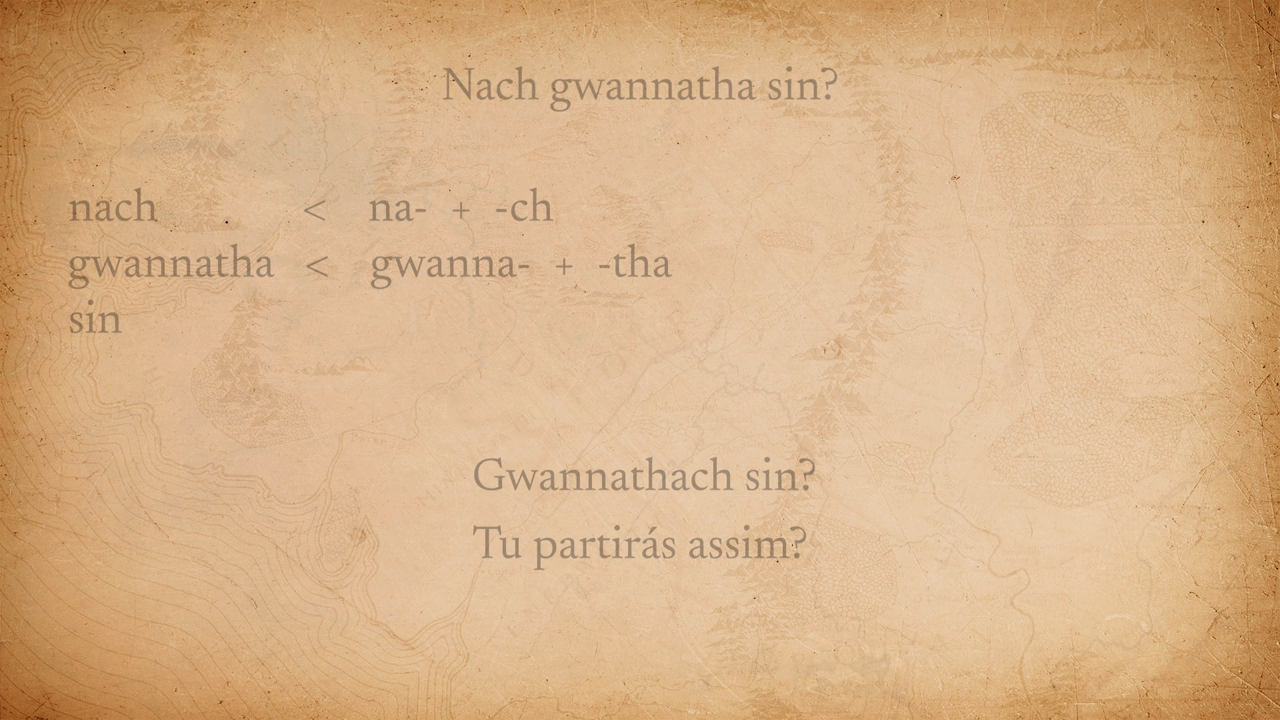 Nach gwannatha sin?
nach < na- + -ch
gwannatha < gwanna- + -tha
sin
Gwannathach sin?
Tu partirás assim?